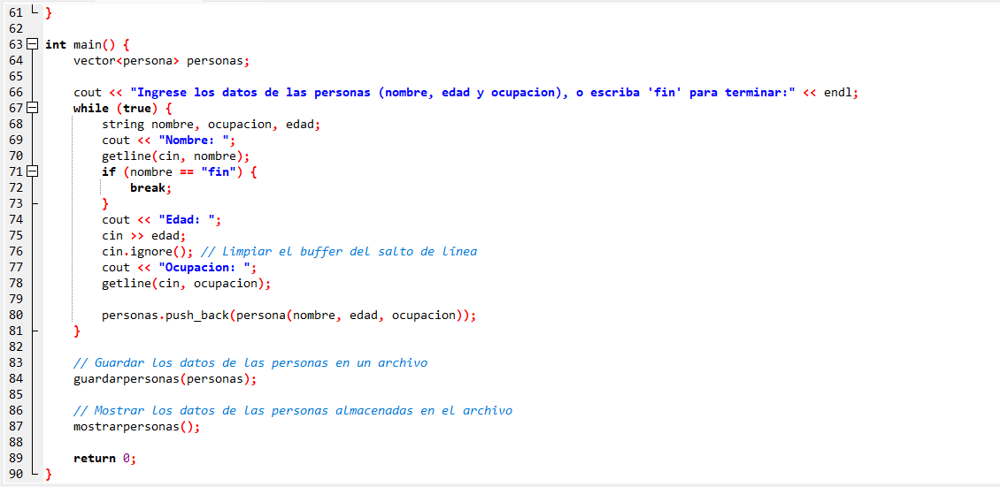 61 }
62
63 int main() {
64 vector<persona> personas;
65
66 cout << "Ingrese los datos de las personas (nombre, edad y ocupacion), o escriba 'fin' para terminar:" << endl;
67 while (true) {
68 string nombre, ocupacion, edad;
69 cout << "Nombre: ";
70 getline(cin, nombre);
71 if (nombre == "fin") {
72 break;
73 }
74 cout << "Edad: ";
75 cin >> edad;
76 cin.ignore(); // Limpiar el buffer del salto de línea
77 cout << "Ocupacion: ";
78 getline(cin, ocupacion);
79
80 personas.push_back(persona(nombre, edad, ocupacion));
81 }
82
83 // Guardar los datos de las personas en un archivo
84 guardarpersonas(personas);
85
86 // Mostrar los datos de las personas almacenadas en el archivo
87 mostrarpersonas();
88
89 return 0;
90 }